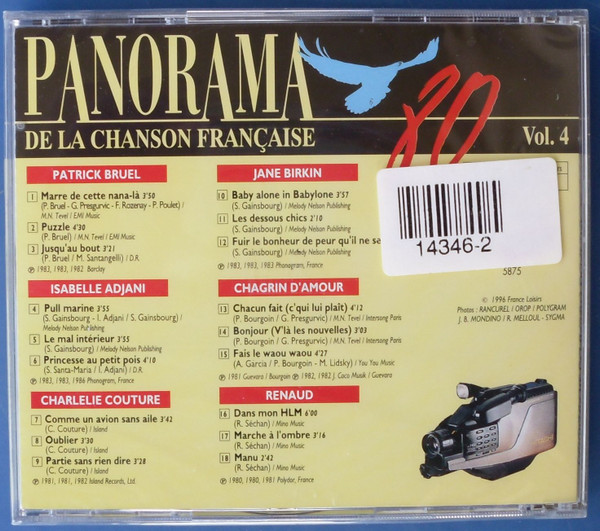 PANORAMA
DE LA CHANSON FRANÇAISE
80
Vol. 4
PATRICK BRUEL
1 Marre de cette nana-là 3'50
(P. Bruel - G. Presgurvic - F. Rozenay - P. Poulet) /
M.N. Tevel / EMI Music
2 Puzzle 4'30
(P. Bruel) / M.N. Tevel / EMI Music
3 Jusqu'au bout 3'21
(P. Bruel / M. Santangelli) / D.R.
℗ 1983, 1983, 1982 Barclay
ISABELLE ADJANI
4 Pull marine 3'55
(S. Gainsbourg - I. Adjani / S. Gainsbourg) /
Melody Nelson Publishing
5 Le mal intérieur 3'55
(S. Gainsbourg) / Melody Nelson Publishing
6 Princesse au petit pois 4'10
(S. Santa-Maria / I. Adjani) / D.R.
℗ 1983, 1983, 1986 Phonogram, France
CHARLELIE COUTURE
7 Comme un avion sans aile 3'42
(C. Couture) / Island
8 Oublier 3'30
(C. Couture) / Island
9 Partie sans rien dire 3'28
(C. Couture) / Island
℗ 1981, 1981, 1982 Island Records, Ltd.
JANE BIRKIN
10 Baby alone in Babylone 3'57
(S. Gainsbourg) / Melody Nelson Publishing
11 Les dessous chics 2'10
(S. Gainsbourg) / Melody Nelson Publishing
12 Fuir le bonheur de peur qu'il ne se
(S. Gainsbourg) / Melody Nelson Publishing
℗ 1983, 1983, 1983 Phonogram, France
CHAGRIN D'AMOUR
13 Chacun fait (c'qui lui plaît) 4'12
(P. Bourgoin / G. Presgurvic) / M.N. Tevel / Intersong Paris
14 Bonjour (V'là les nouvelles) 3'03
(P. Bourgoin / G. Presgurvic) / M.N. Tevel / Intersong Paris
15 Fais le waou waou 4'27
(A. Garcia / P. Bourgoin - M. Lidsky) / You You Music
℗ 1981 Guevara / Bourgoin ℗ 1982, 1982 J. Coco Musik / Guevara
RENAUD
16 Dans mon HLM 6'00
(R. Séchan) / Mino Music
17 Marche à l'ombre 3'16
(R. Séchan) / Mino Music
18 Manu 2'42
(R. Séchan) / Mino Music
℗ 1980, 1980, 1981 Polydor, France
14346-2
5875
© 1996 France Loisirs
Photos : RANCUREL / OROP / POLYGRAM
J. B. MONDINO / R. MELLOUL - SYGMA